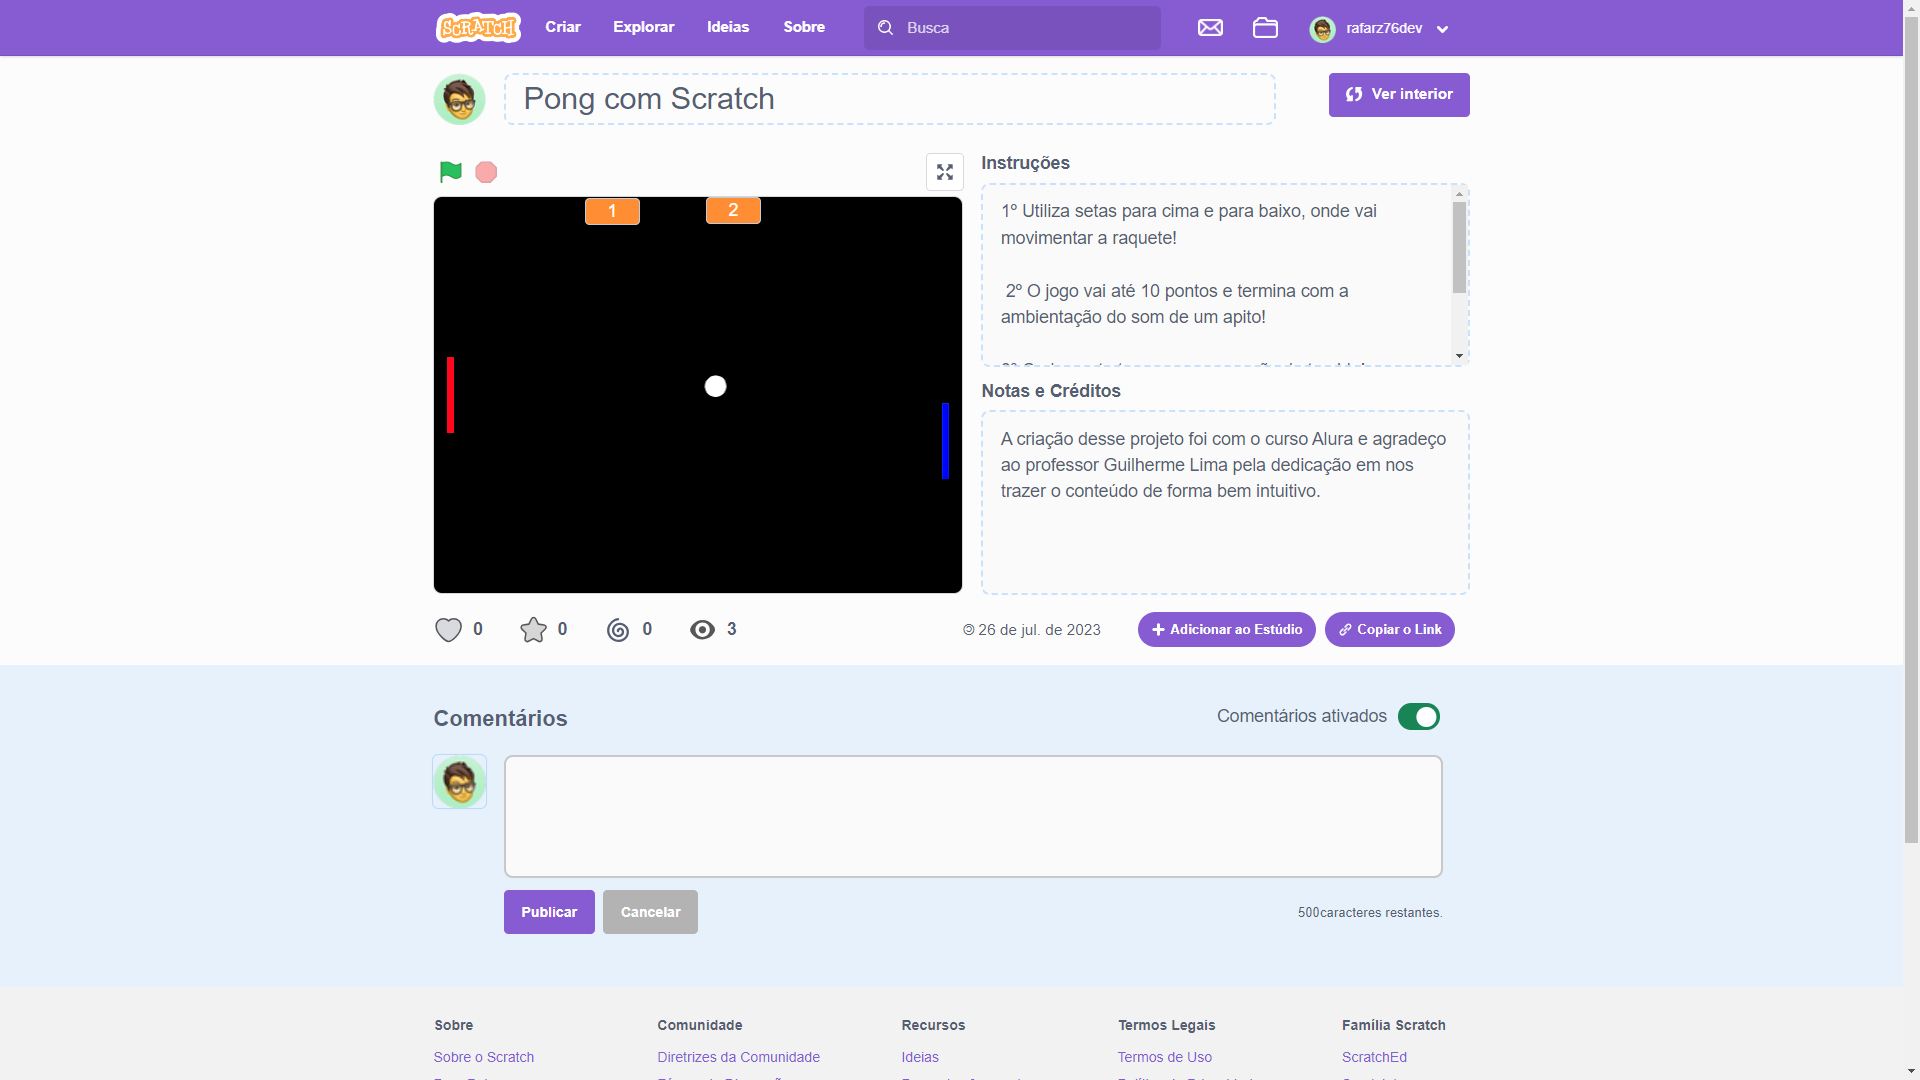 SCRATCH Criar Explorar Ideias Sobre Busca rafarz76dev
Pong com Scratch
Ver interior
Instruções
1 2
1º Utiliza setas para cima e para baixo, onde vai
movimentar a raquete!
2º O jogo vai até 10 pontos e termina com a
ambientação do som de um apito!
Notas e Créditos
A criação desse projeto foi com o curso Alura e agradeço
ao professor Guilherme Lima pela dedicação em nos
trazer o conteúdo de forma bem intuitivo.
0 0 0 3 26 de jul. de 2023 Adicionar ao Estúdio Copiar o Link
Comentários
Comentários ativados
Publicar Cancelar 500caracteres restantes.
Sobre Comunidade Recursos Termos Legais Família Scratch
Sobre o Scratch Diretrizes da Comunidade Ideias Termos de Uso ScratchEd